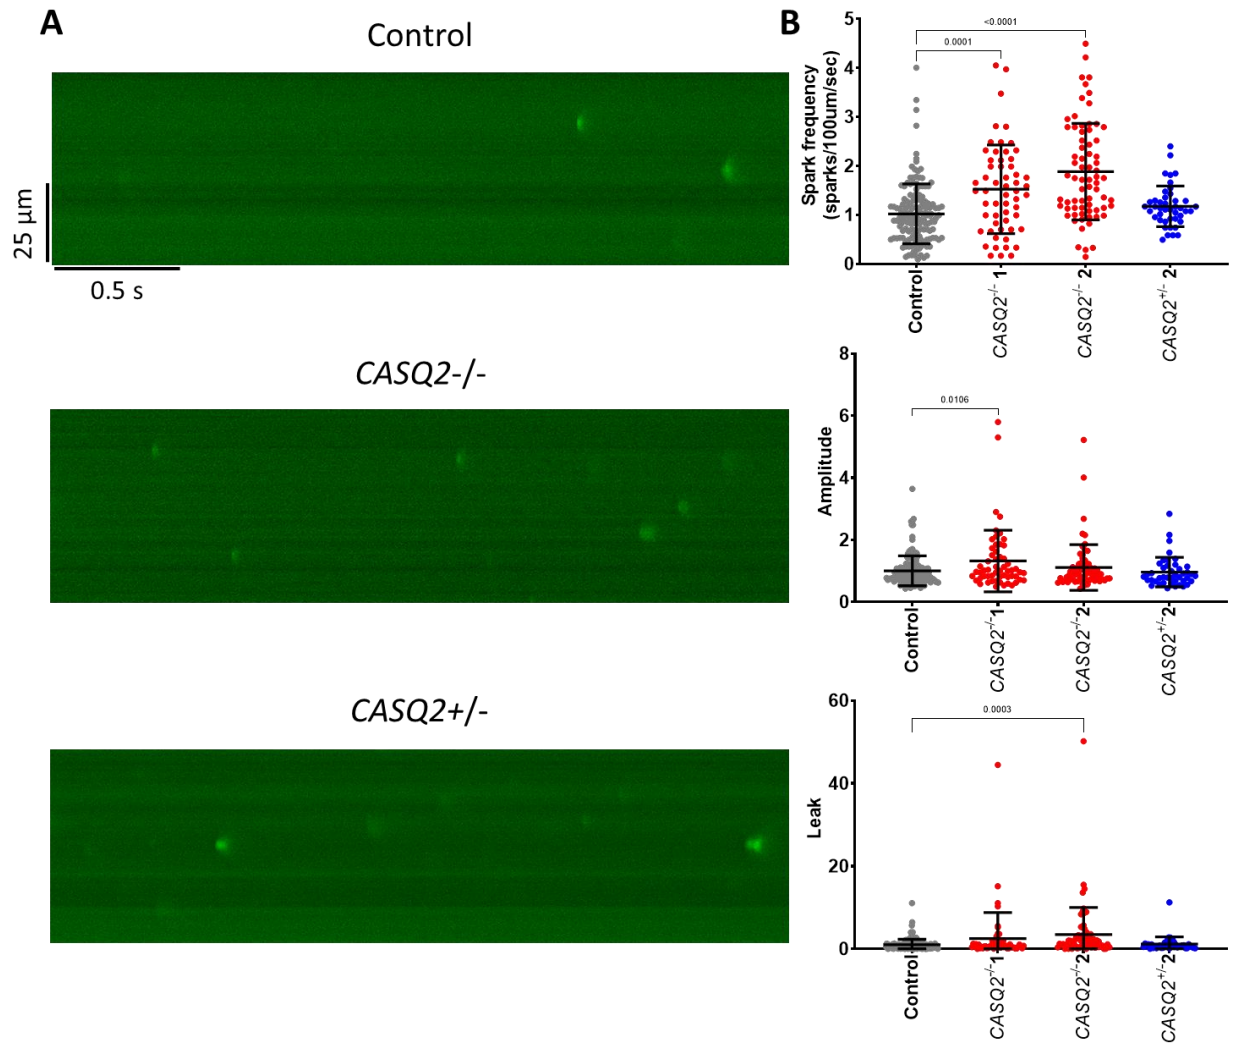 A
Control
25 μm
0.5 s
CASQ2-/-
CASQ2+/-
B
Spark frequency
(sparks/100um/sec)
5
4
3
2
1
0
<0.0001
0.0001
Control
CASQ2-/- 1
CASQ2-/- 2
CASQ2+/- 2
Amplitude
8
6
4
2
0
0.0106
Control
CASQ2-/-1
CASQ2-/-2
CASQ2+/-2
Leak
60
40
20
0
0.0003
Control
CASQ2-/-1
CASQ2-/-2
CASQ2+/-2